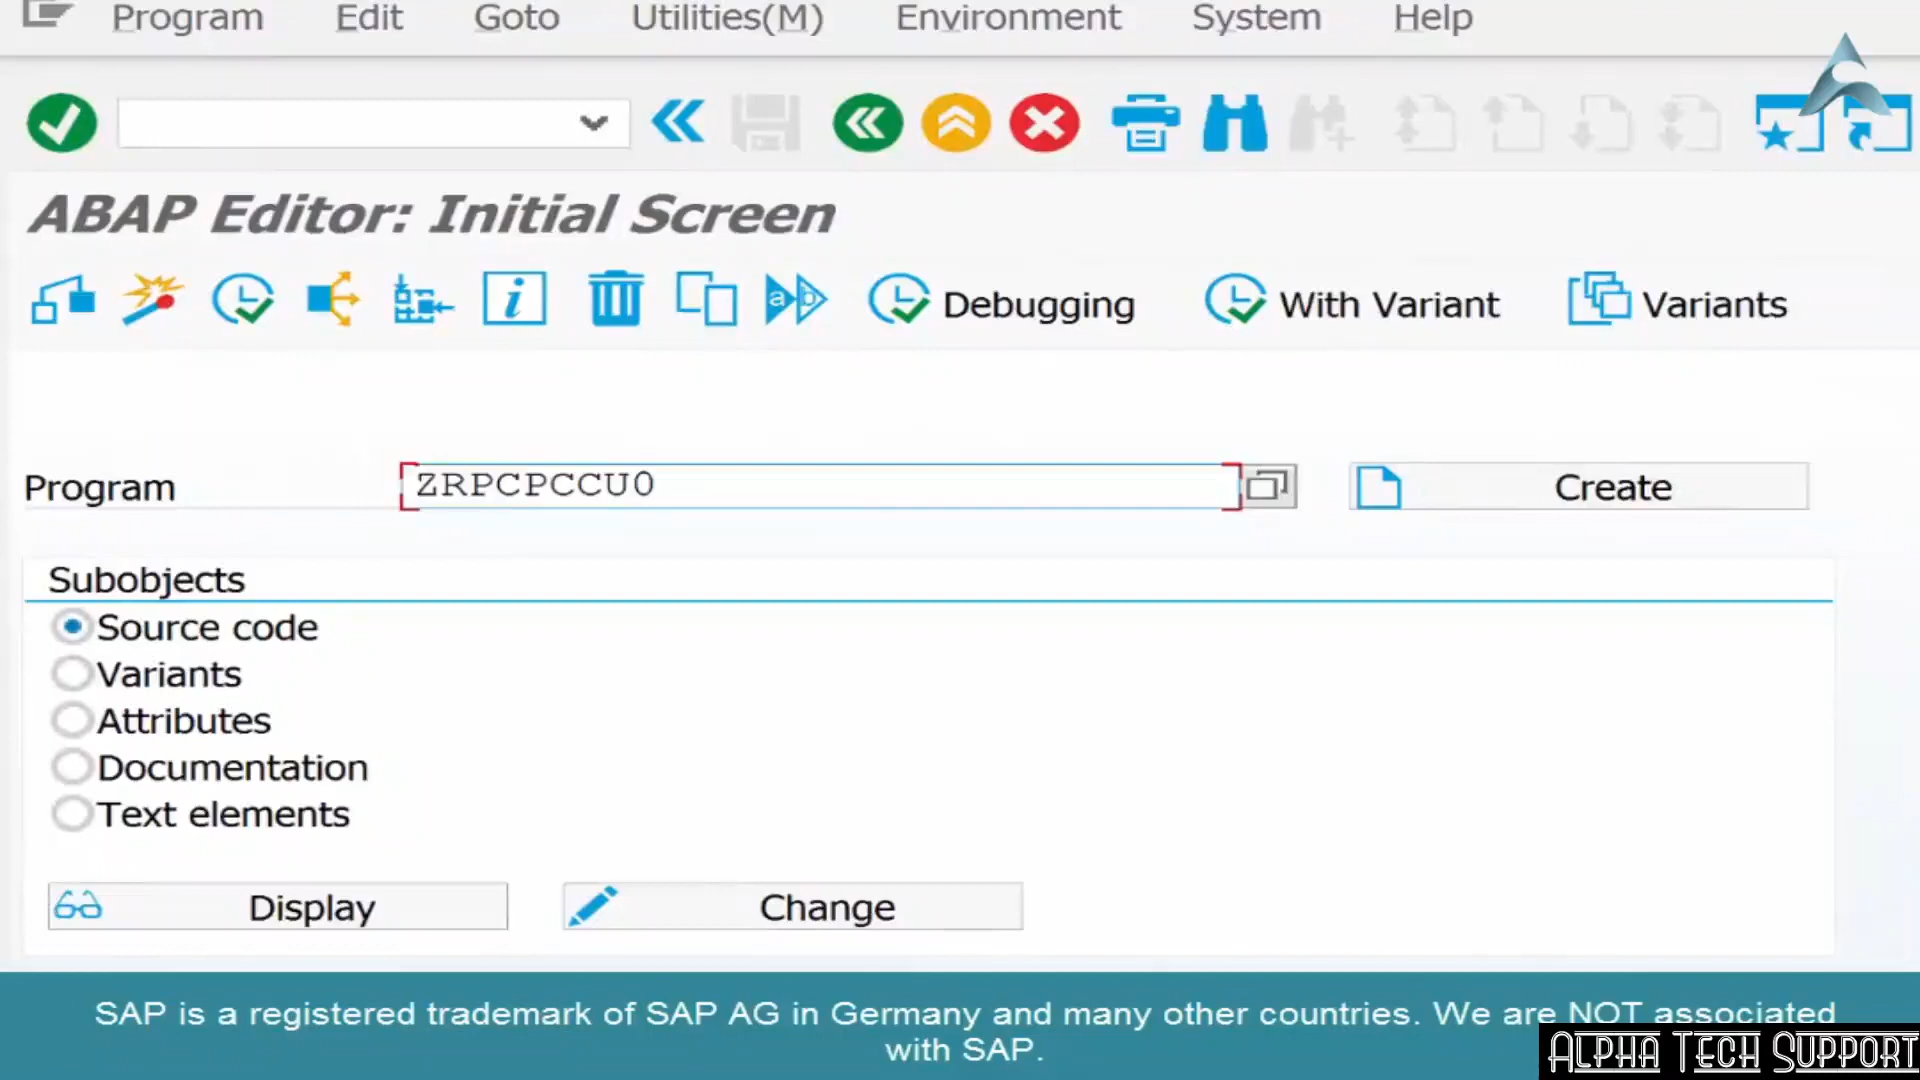 Program Edit Goto Utilities(M) Environment System Help
ABAP Editor: Initial Screen
Debugging With Variant Variants
Program ZRPCPCCU0 Create
Subobjects
Source code
Variants
Attributes
Documentation
Text elements
Display Change
SAP is a registered trademark of SAP AG in Germany and many other countries. We are NOT associated
with SAP.
Alpha Tech Support